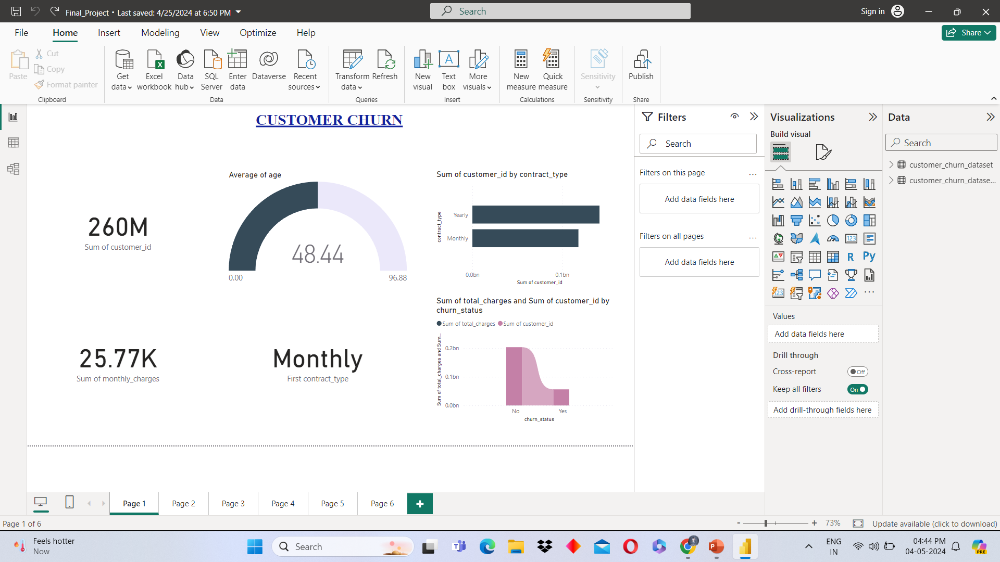 Final_Project • Last saved: 4/25/2024 at 6:50 PM
Search
Sign in
File
Home
Insert
Modeling
View
Optimize
Help
Share
Paste
Cut
Copy
Format painter
Clipboard
Get data
Excel workbook
Data hub
SQL Server
Enter data
Dataverse
Recent sources
Data
Transform data
Refresh
Queries
New visual
Text box
More visuals
Insert
New measure
Quick measure
Calculations
Sensitivity
Sensitivity
Publish
Share
CUSTOMER CHURN
260M
Sum of customer_id
Average of age
48.44
0.00
96.88
Sum of customer_id by contract_type
contract_type
Yearly
Monthly
0.0bn
0.1bn
Sum of customer_id
25.77K
Sum of monthly_charges
Monthly
First contract_type
Sum of total_charges and Sum of customer_id by
churn_status
Sum of total_charges
Sum of customer_id
Sum of total_charges and Sum...
0.2bn
0.1bn
0.0bn
No
Yes
churn_status
Filters
Search
Filters on this page
...
Add data fields here
Filters on all pages
...
Add data fields here
Visualizations
Build visual
123
R
Py
123
...
Values
Add data fields here
Drill through
Cross-report
Off
Keep all filters
On
Add drill-through fields here
Data
Search
customer_churn_dataset
customer_churn_datase...
Page 1
Page 2
Page 3
Page 4
Page 5
Page 6
+
Page 1 of 6
-
+
73%
Update available (click to download)
Feels hotter
Now
Search
ENG
IN
04:44 PM
04-05-2024
PRE